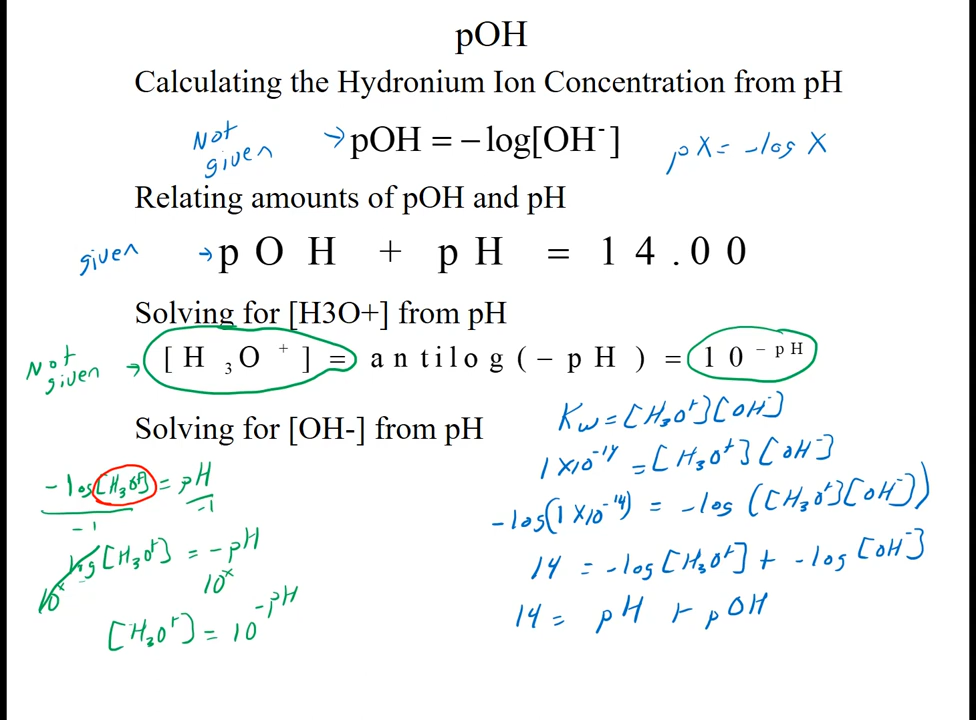 pOH
Calculating the Hydronium Ion Concentration from pH
Not given → pOH = −log[OH⁻] pX = -log X
Relating amounts of pOH and pH
given → pOH + pH = 14.00
Solving for [H3O+] from pH
Not given → [H₃O⁺] = antilog(−pH) = 10⁻ᵖᴴ
Solving for [OH-] from pH
-log[H₃O⁺] = pH
-1 -1
log[H₃O⁺] = -pH
10ˣ 10ˣ
[H₃O⁺] = 10⁻ᵖᴴ
Kw = [H₃O⁺][OH⁻]
1 x10⁻¹⁴ = [H₃O⁺][OH⁻]
-log(1 x10⁻¹⁴) = -log([H₃O⁺][OH⁻])
14 = -log[H₃O⁺] + -log[OH⁻]
14 = pH + pOH